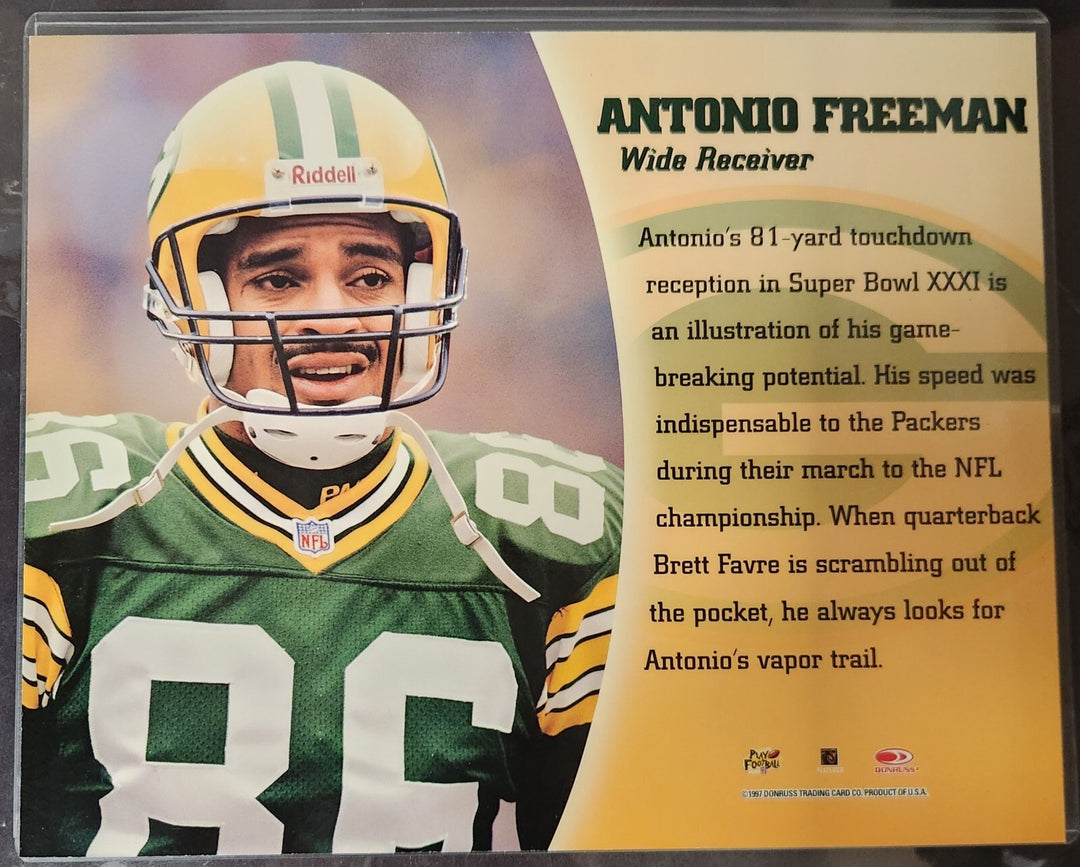 ANTONIO FREEMAN
Wide Receiver
Antonio's 81-yard touchdown
reception in Super Bowl XXXI is
an illustration of his game-
breaking potential. His speed was
indispensable to the Packers
during their march to the NFL
championship. When quarterback
Brett Favre is scrambling out of
the pocket, he always looks for
Antonio's vapor trail.
PLAY
FOOTBALL
DONRUSS
©1997 DONRUSS TRADING CARD CO. PRODUCT OF U.S.A.
Riddell
NFL
86
86